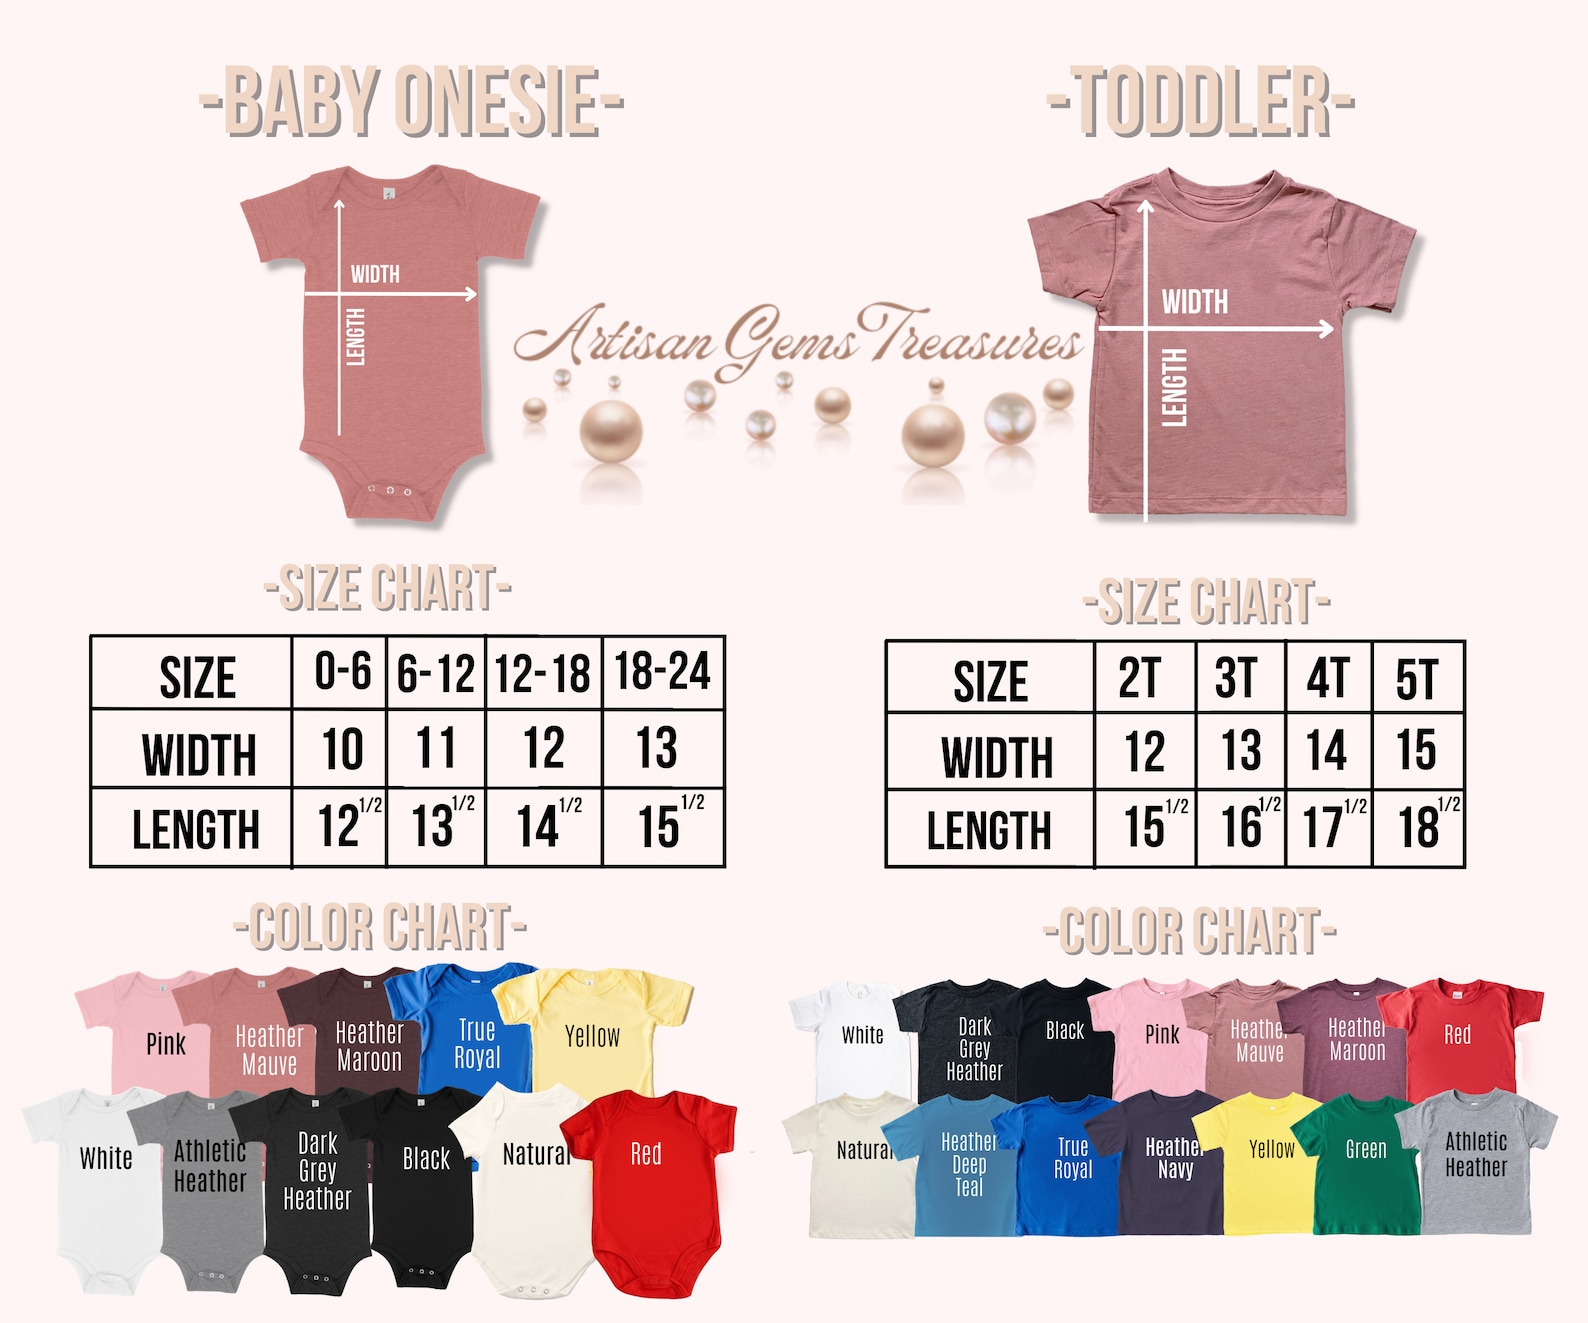 -BABY ONESIE-
WIDTH
LENGTH
-TODDLER-
WIDTH
LENGTH
Artisan Gems Treasures
-SIZE CHART-
SIZE 0-6 6-12 12-18 18-24
WIDTH 10 11 12 13
LENGTH 12 1/2 13 1/2 14 1/2 15 1/2
-SIZE CHART-
SIZE 2T 3T 4T 5T
WIDTH 12 13 14 15
LENGTH 15 1/2 16 1/2 17 1/2 18 1/2
-COLOR CHART-
Pink
Heather
Mauve
Heather
Maroon
True
Royal
Yellow
White
Athletic
Heather
Dark
Grey
Heather
Black
Natural
Red
-COLOR CHART-
White
Dark
Grey
Heather
Black
Pink
Heather
Mauve
Heather
Maroon
Red
Natural
Heather
Deep
Teal
True
Royal
Heather
Navy
Yellow
Green
Athletic
Heather